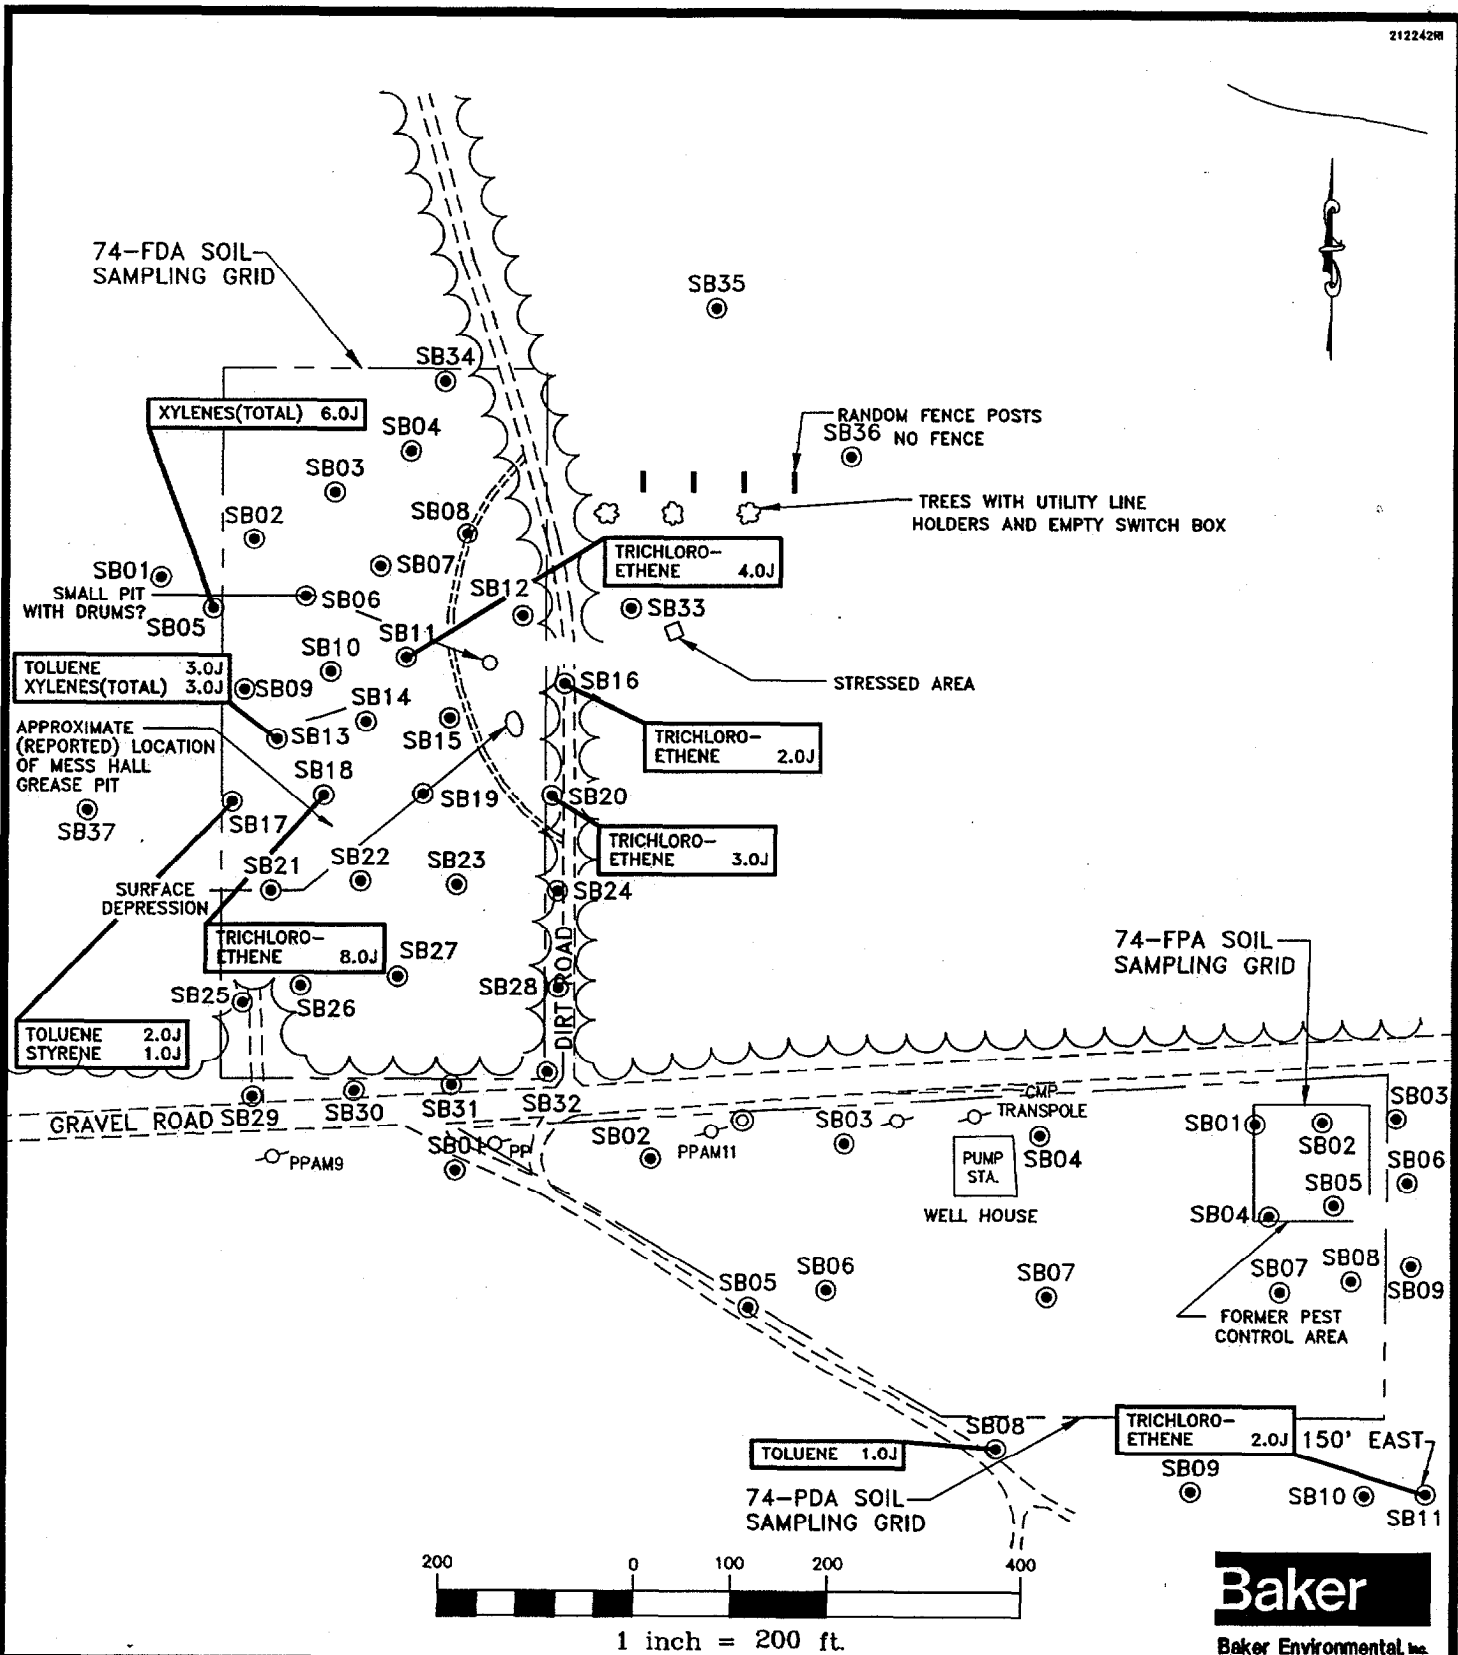 212242RI
74-FDA SOIL
SAMPLING GRID
SB35
SB34
XYLENES(TOTAL) 6.0J
SB04
RANDOM FENCE POSTS
NO FENCE
SB36
SB03
SB02
SB08
TREES WITH UTILITY LINE
HOLDERS AND EMPTY SWITCH BOX
SB01
SB07
TRICHLORO-
ETHENE 4.0J
SMALL PIT
WITH DRUMS?
SB06
SB12
SB33
SB05
SB11
SB10
TOLUENE 3.0J
XYLENES(TOTAL) 3.0J
SB09
SB16
STRESSED AREA
SB14
SB13
SB15
APPROXIMATE
(REPORTED) LOCATION
OF MESS HALL
GREASE PIT
TRICHLORO-
ETHENE 2.0J
SB18
SB19
SB20
SB37
SB17
TRICHLORO-
ETHENE 3.0J
SB21
SB22
SB23
SB24
SURFACE
DEPRESSION
TRICHLORO-
ETHENE 8.0J
SB27
74-FPA SOIL
SAMPLING GRID
SB25
SB26
SB28
DIRT ROAD
TOLUENE 2.0J
STYRENE 1.0J
GRAVEL ROAD
SB29
SB30
SB31
SB32
SB01
PP
PPAM9
SB02
PPAM11
SB03
CMP
TRANSPOLE
SB04
PUMP
STA.
WELL HOUSE
SB01
SB02
SB03
SB06
SB05
SB04
SB05
SB06
SB07
SB07
SB08
SB09
FORMER PEST
CONTROL AREA
SB08
TOLUENE 1.0J
TRICHLORO-
ETHENE 2.0J
150' EAST
74-PDA SOIL
SAMPLING GRID
SB09
SB10
SB11
200 0 100 200 400
1 inch = 200 ft.
Baker
Baker Environmental, Inc.